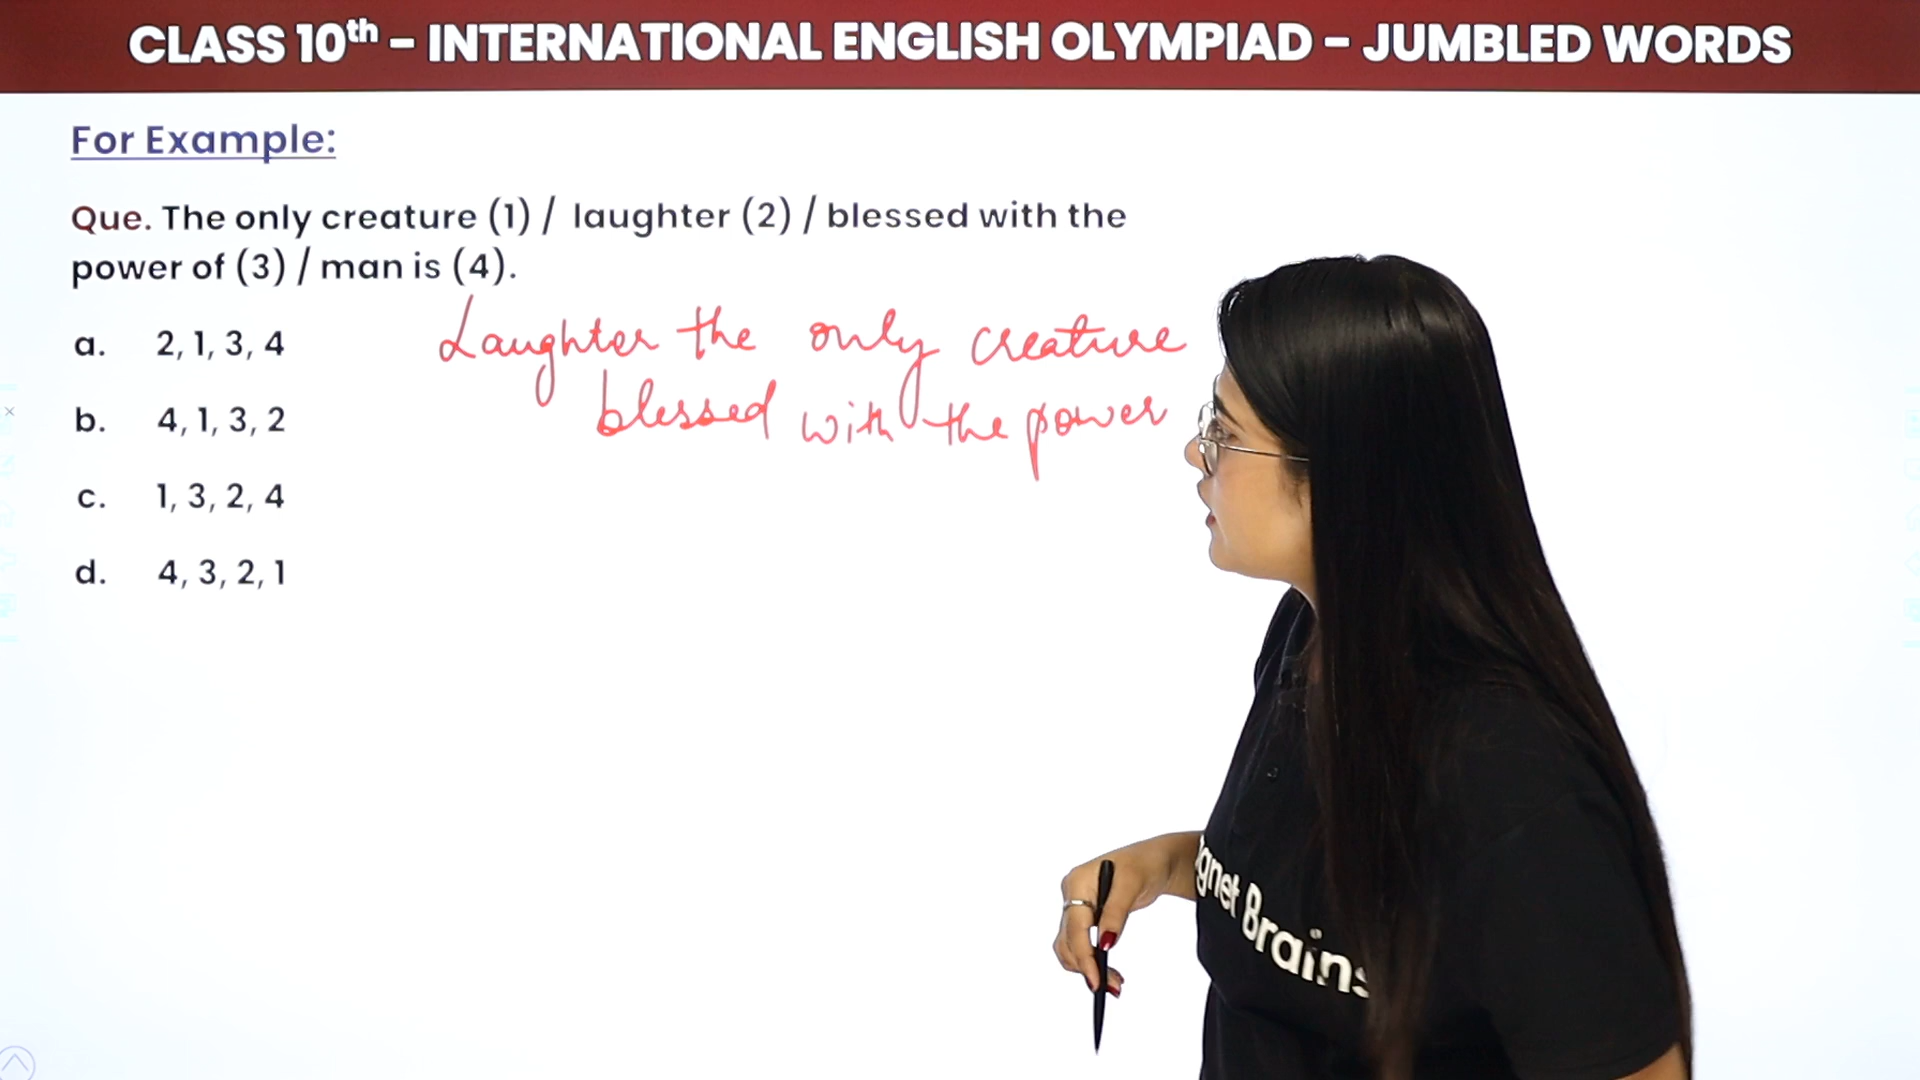 CLASS 10th - INTERNATIONAL ENGLISH OLYMPIAD - JUMBLED WORDS
For Example:
Que. The only creature (1) / laughter (2) / blessed with the
power of (3) / man is (4).
a. 2, 1, 3, 4
Laughter the only creature
blessed with the power
b. 4, 1, 3, 2
c. 1, 3, 2, 4
d. 4, 3, 2, 1
gnet Brains